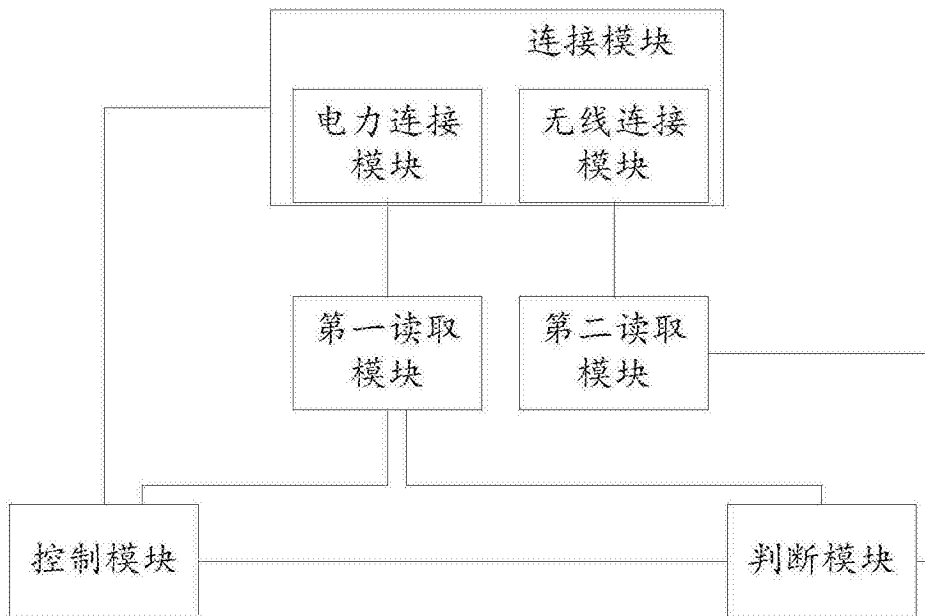 连接模块
电力连接
模块
无线连接
模块
第一读取
模块
第二读取
模块
控制模块
判断模块